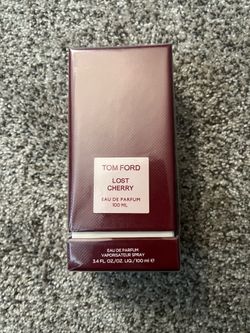 TOM FORD
LOST
CHERRY
EAU DE PARFUM
100 ML
EAU DE PARFUM
VAPORISATEUR SPRAY
3.4 FL. OZ./OZ. LIQ./100 ml ℮